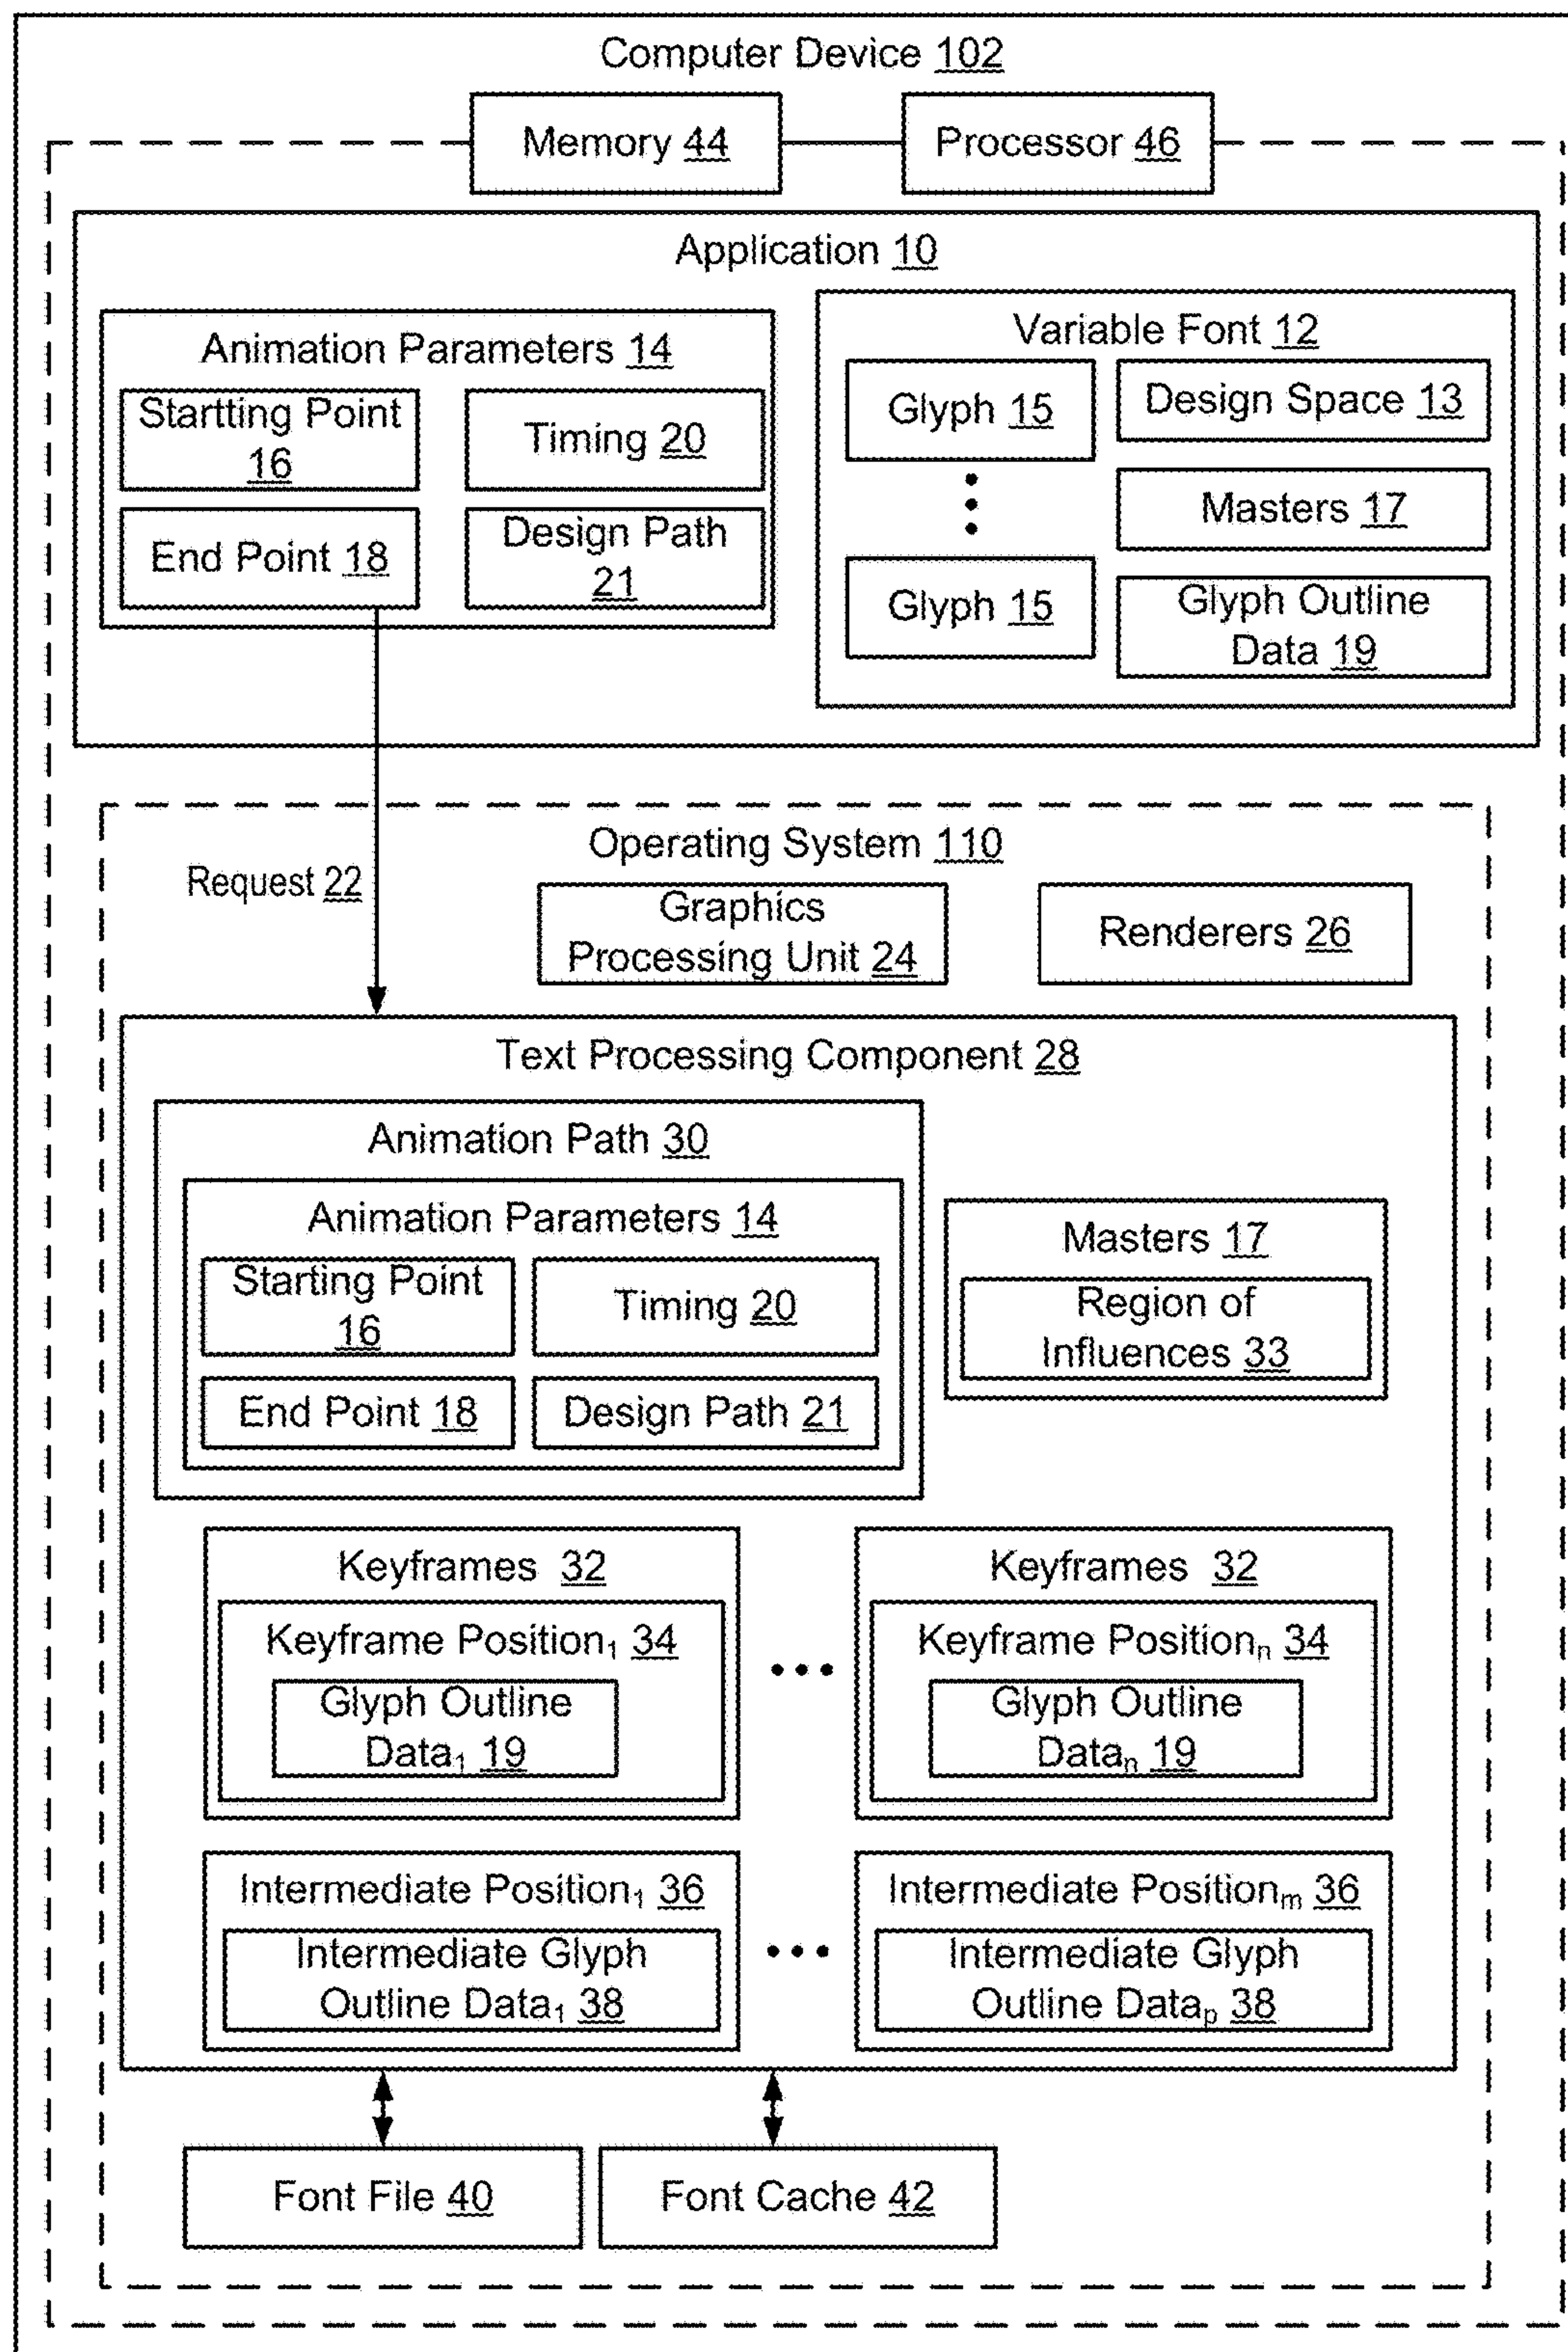 Computer Device 102
Memory 44
Processor 46
Application 10
Animation Parameters 14
Startting Point
16
Timing 20
End Point 18
Design Path
21
Variable Font 12
Glyph 15
Design Space 13
Masters 17
Glyph 15
Glyph Outline
Data 19
Operating System 110
Request 22
Graphics
Processing Unit 24
Renderers 26
Text Processing Component 28
Animation Path 30
Animation Parameters 14
Starting Point
16
Timing 20
End Point 18
Design Path 21
Masters 17
Region of
Influences 33
Keyframes 32
Keyframe Position₁ 34
Glyph Outline
Data₁ 19
Keyframes 32
Keyframe Positionₙ 34
Glyph Outline
Dataₙ 19
Intermediate Position₁ 36
Intermediate Glyph
Outline Data₁ 38
Intermediate Positionₘ 36
Intermediate Glyph
Outline Dataₚ 38
Font File 40
Font Cache 42